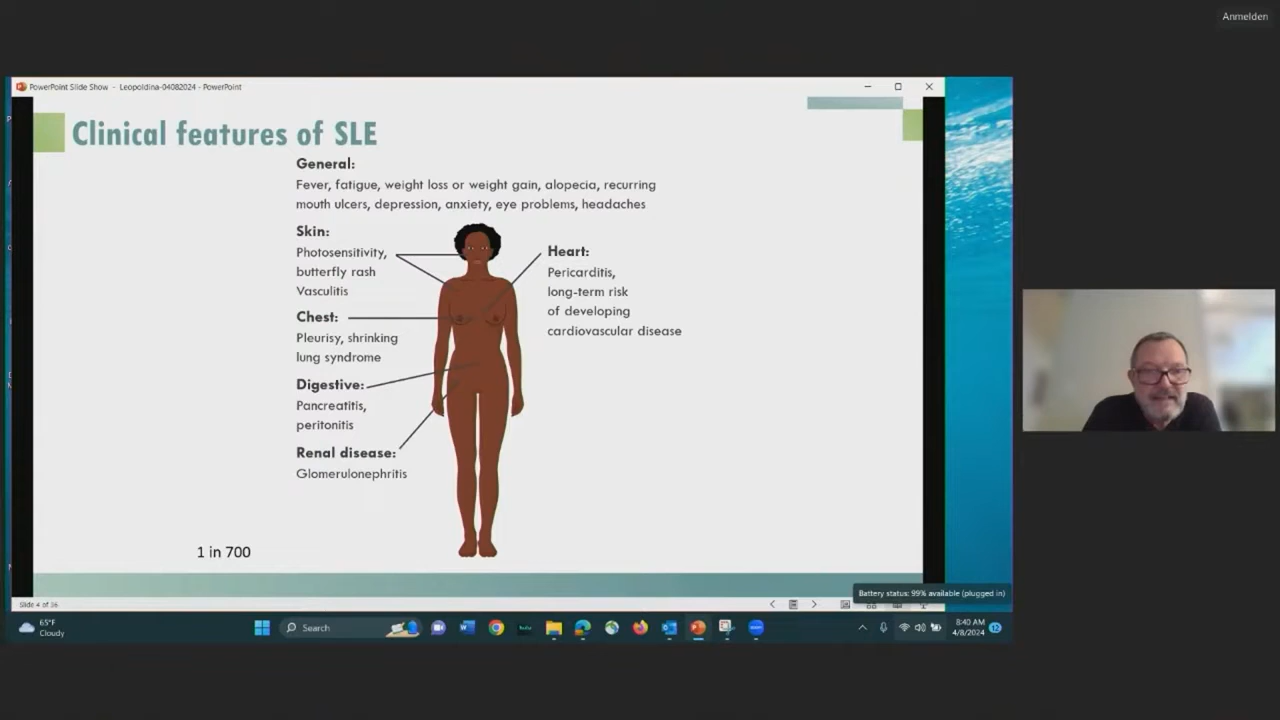 Anmelden
PowerPoint Slide Show - Leopoldina-04082024 - PowerPoint
Clinical features of SLE
General:
Fever, fatigue, weight loss or weight gain, alopecia, recurring
mouth ulcers, depression, anxiety, eye problems, headaches
Skin:
Photosensitivity,
butterfly rash
Vasculitis
Heart:
Pericarditis,
long-term risk
of developing
cardiovascular disease
Chest:
Pleurisy, shrinking
lung syndrome
Digestive:
Pancreatitis,
peritonitis
Renal disease:
Glomerulonephritis
1 in 700
Battery status: 99% available (plugged in)
Slide 4 of 36
65°F
Cloudy
Search
8:40 AM
4/8/2024
12